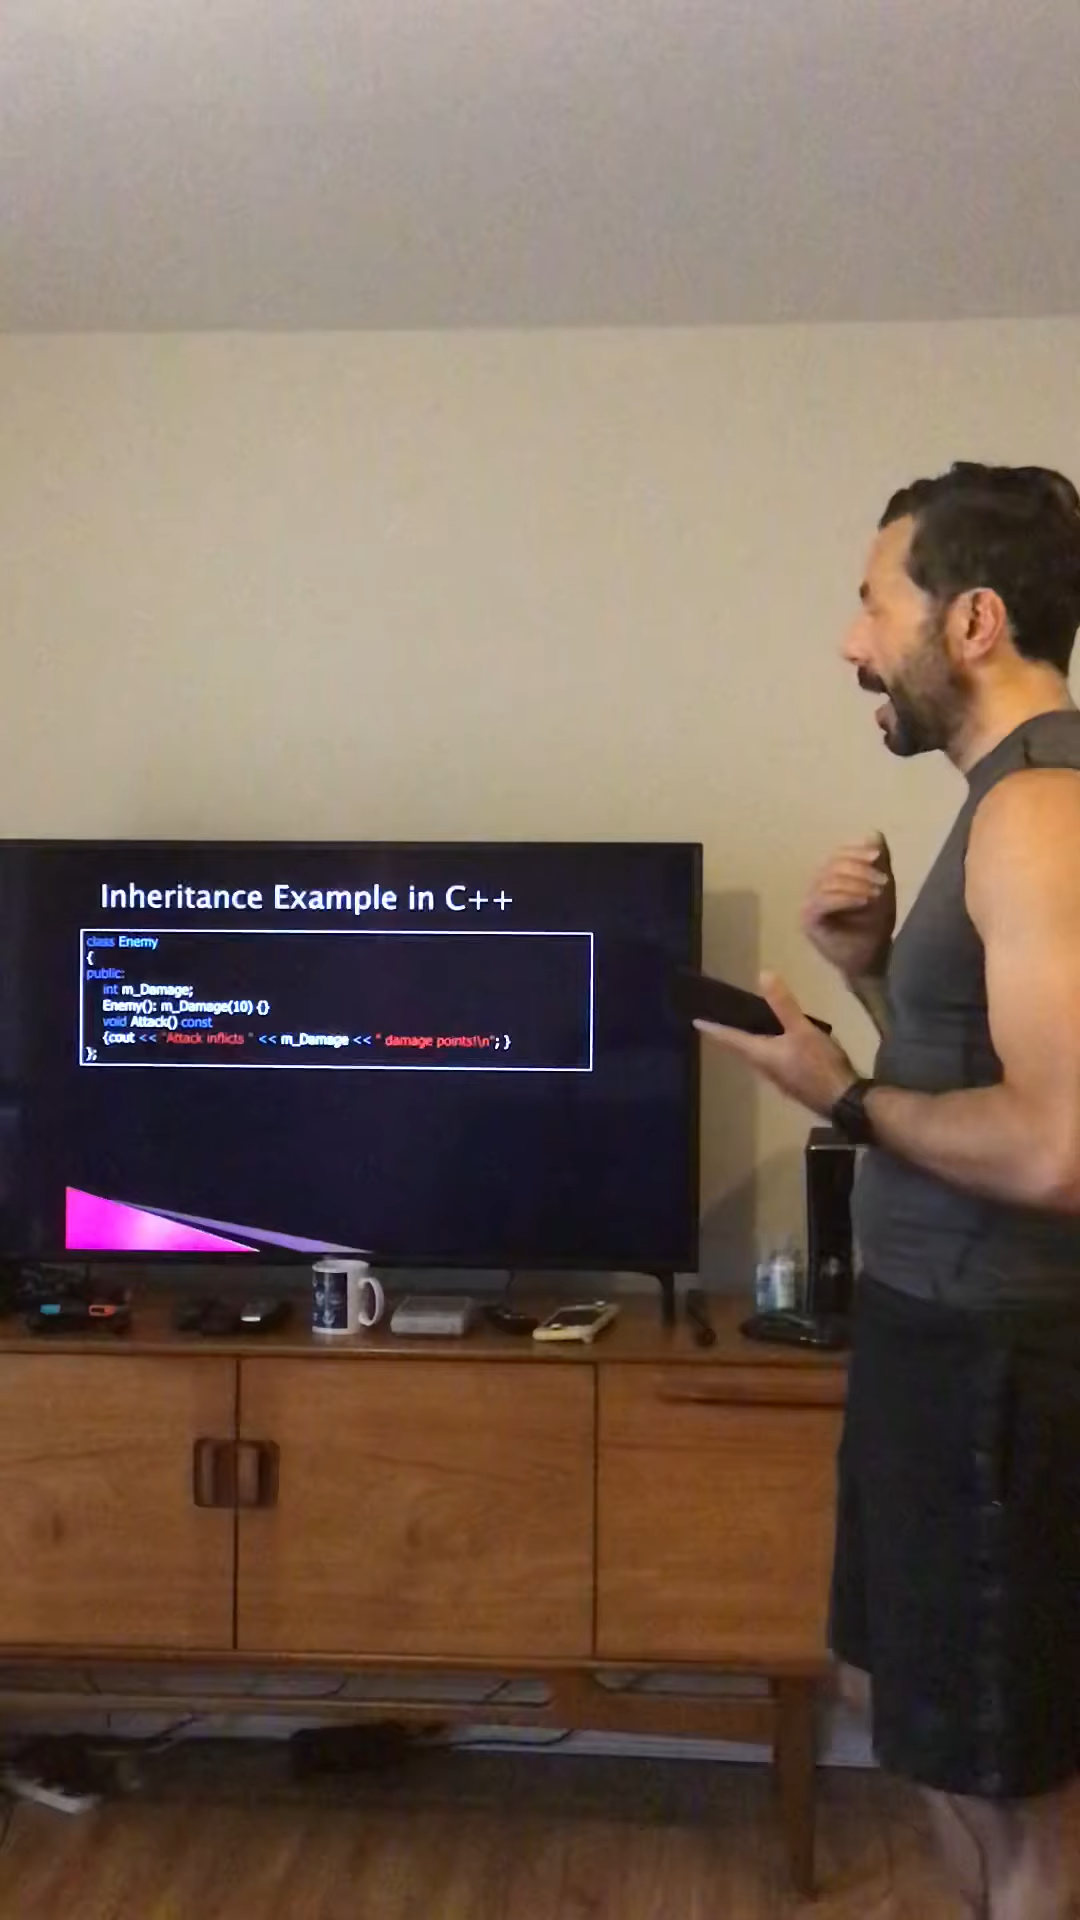 Inheritance Example in C++
class Enemy
{
public:
int m_Damage;
Enemy(): m_Damage(10) {}
void Attack() const
{cout << "Attack inflicts " << m_Damage << " damage points!\n"; }
};